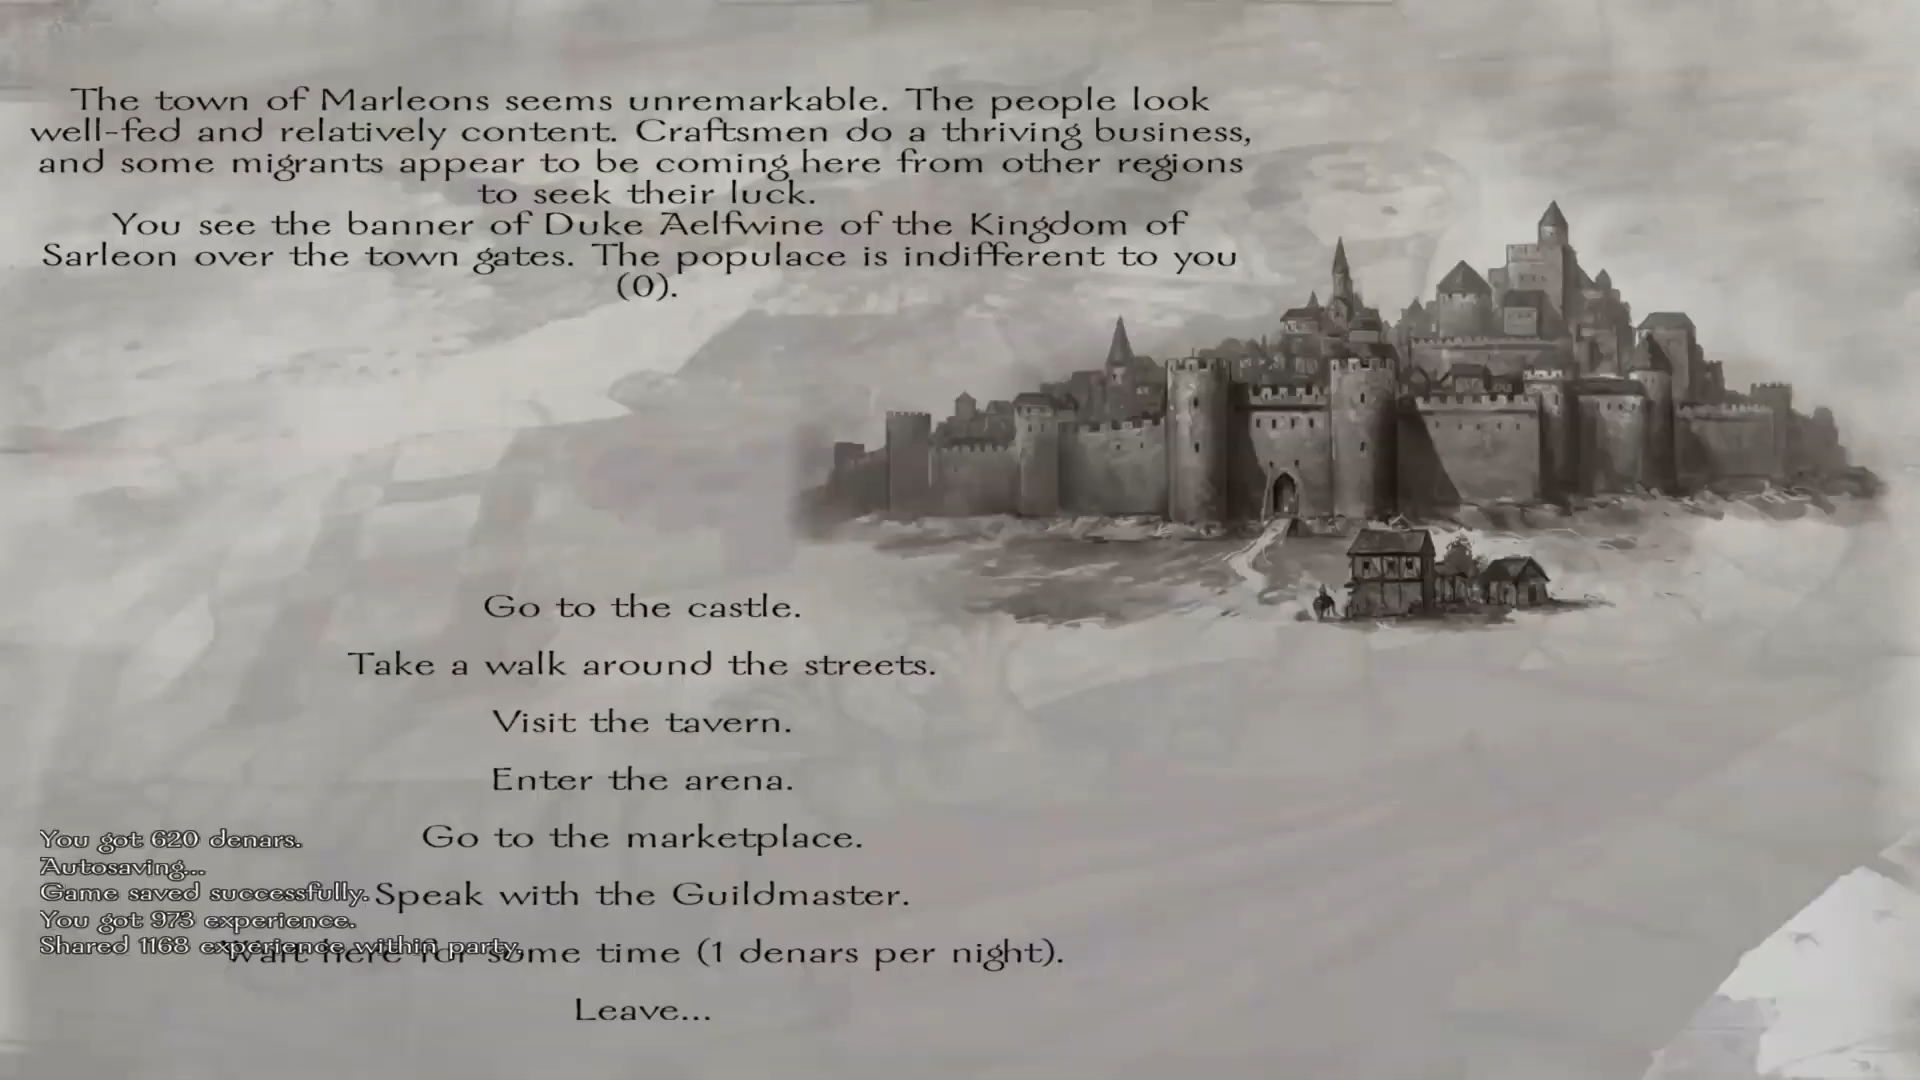 The town of Marleons seems unremarkable. The people look
well-fed and relatively content. Craftsmen do a thriving business,
and some migrants appear to be coming here from other regions
to seek their luck.
You see the banner of Duke Aelfwine of the Kingdom of
Sarleon over the town gates. The populace is indifferent to you
(0).
Go to the castle.
Take a walk around the streets.
Visit the tavern.
Enter the arena.
Go to the marketplace.
Speak with the Guildmaster.
Wait here for some time (1 denars per night).
Leave...
You got 620 denars.
Autosaving...
Game saved successfully.
You got 973 experience.
Shared 1168 experience within party.